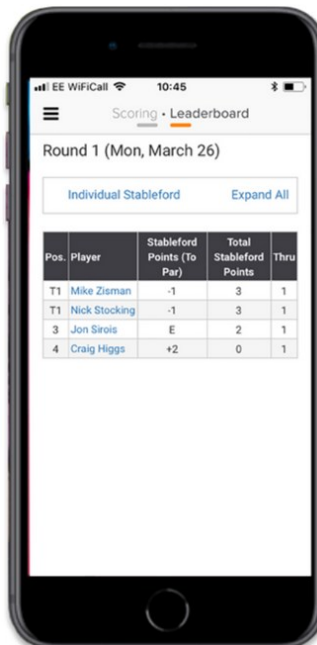 EE WiFiCall 10:45
Scoring • Leaderboard
Round 1 (Mon, March 26)
Individual Stableford Expand All
Pos. Player Stableford Points (To Par) Total Stableford Points Thru
T1 Mike Zisman -1 3 1
T1 Nick Stocking -1 3 1
3 Jon Sirois E 2 1
4 Craig Higgs +2 0 1